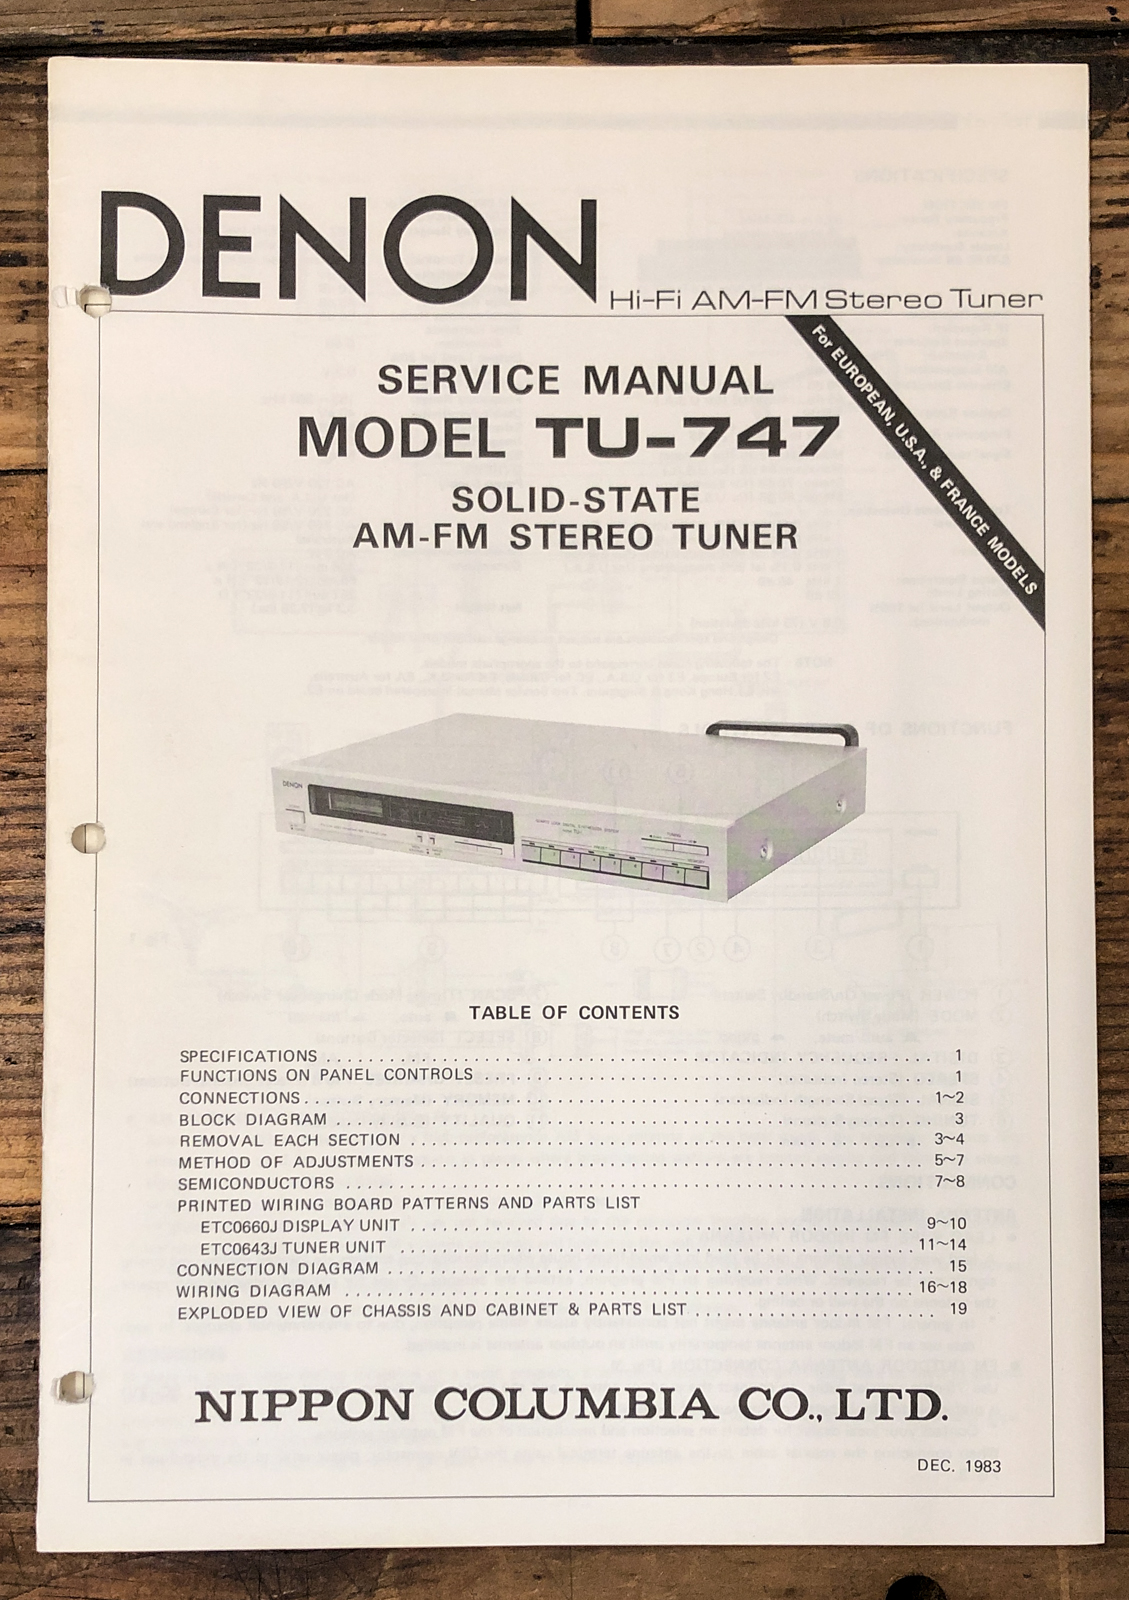 DENON
Hi-Fi AM-FM Stereo Tuner
For EUROPEAN, U.S.A., & FRANCE MODELS
SERVICE MANUAL
MODEL TU-747
SOLID-STATE
AM-FM STEREO TUNER
DENON
TABLE OF CONTENTS
SPECIFICATIONS 1
FUNCTIONS ON PANEL CONTROLS 1
CONNECTIONS 1~2
BLOCK DIAGRAM 3
REMOVAL EACH SECTION 3~4
METHOD OF ADJUSTMENTS 5~7
SEMICONDUCTORS 7~8
PRINTED WIRING BOARD PATTERNS AND PARTS LIST
ETC0660J DISPLAY UNIT 9~10
ETC0643J TUNER UNIT 11~14
CONNECTION DIAGRAM 15
WIRING DIAGRAM 16~18
EXPLODED VIEW OF CHASSIS AND CABINET & PARTS LIST 19
NIPPON COLUMBIA CO., LTD.
DEC. 1983